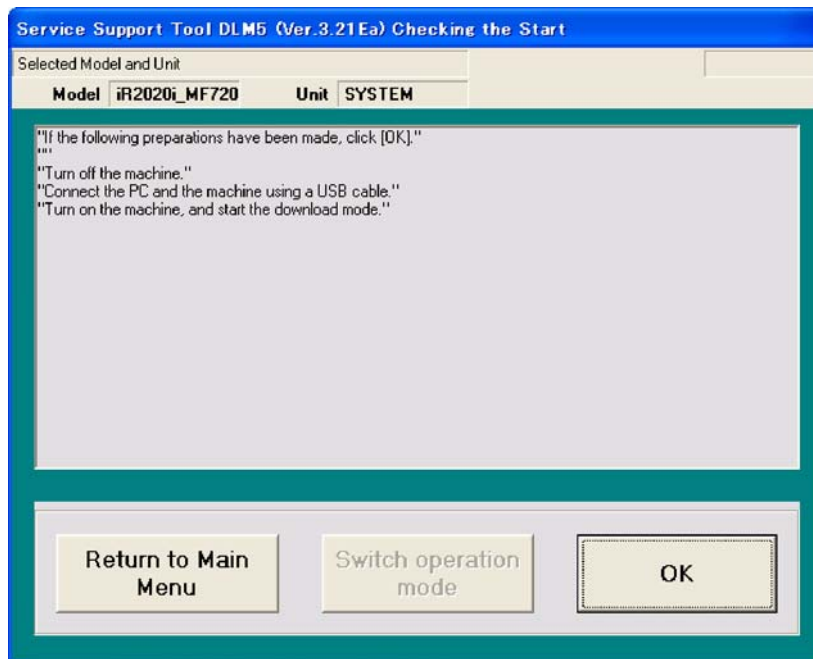 Service Support Tool DLM5 (Ver.3.21Ea) Checking the Start
Selected Model and Unit
Model iR2020i_MF720 Unit SYSTEM
"If the following preparations have been made, click [OK]."
""
"Turn off the machine."
"Connect the PC and the machine using a USB cable."
"Turn on the machine, and start the download mode."
Return to Main
Menu
Switch operation
mode
OK